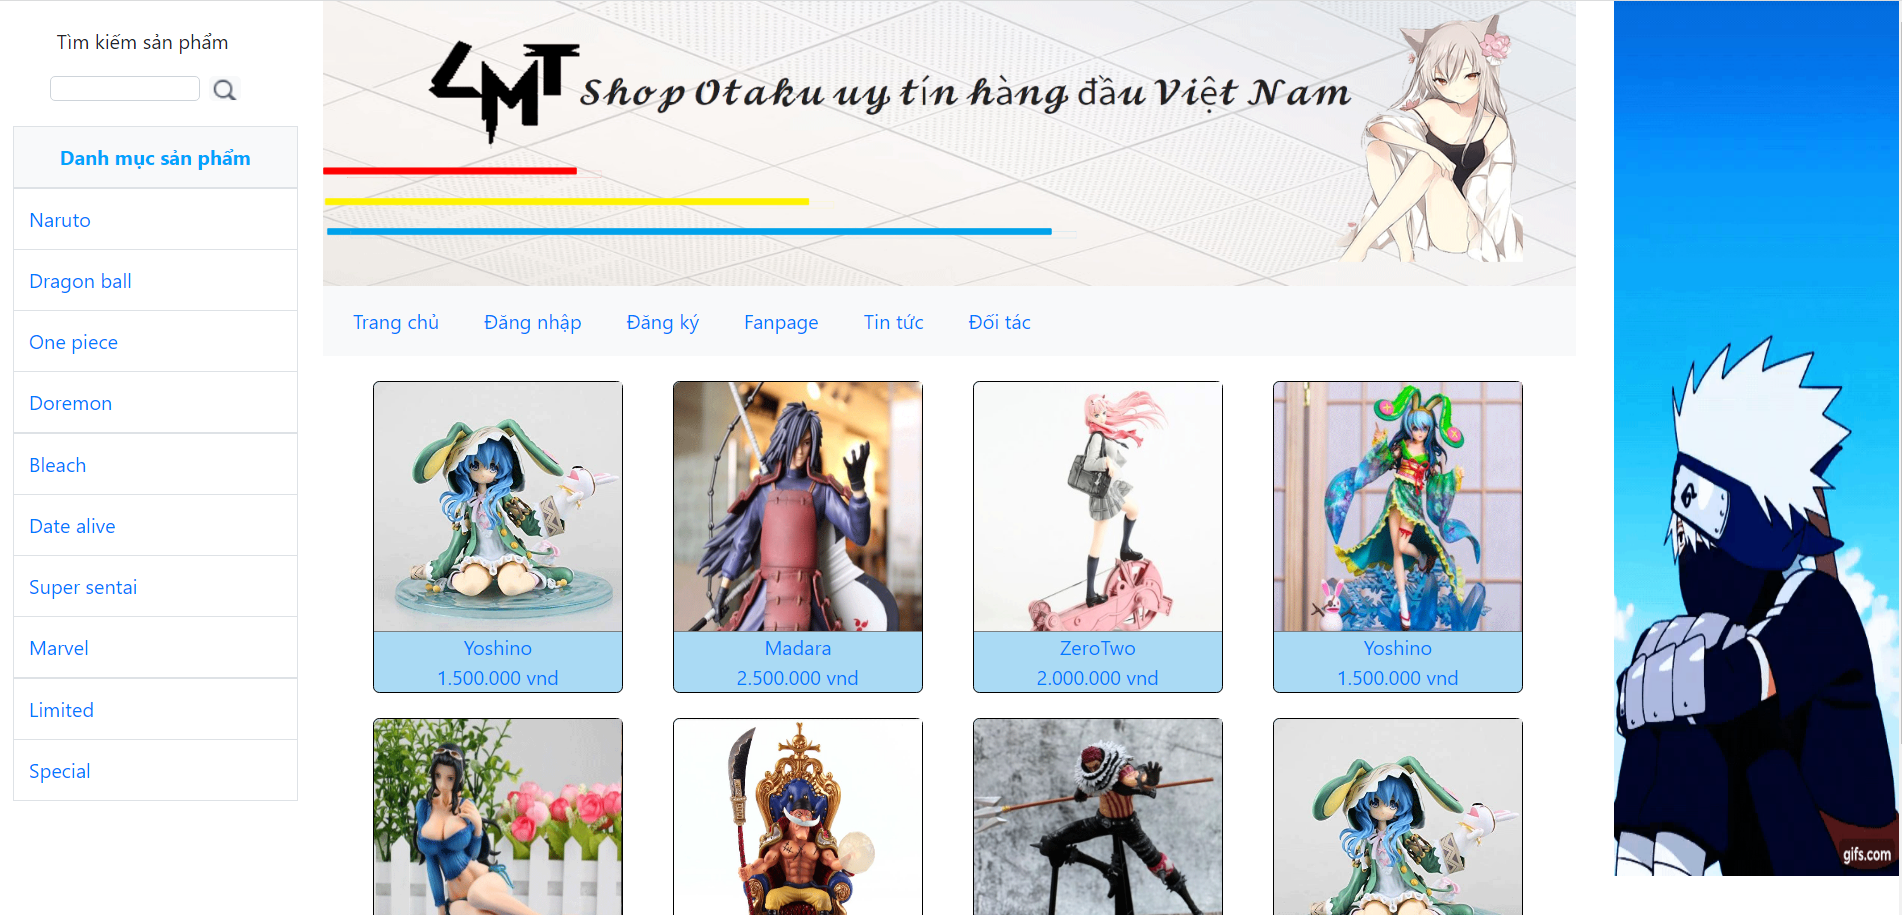 Tìm kiếm sản phẩm
Danh mục sản phẩm
Naruto
Dragon ball
One piece
Doremon
Bleach
Date alive
Super sentai
Marvel
Limited
Special
LMT Shop Otaku uy tín hàng đầu Việt Nam
Trang chủ Đăng nhập Đăng ký Fanpage Tin tức Đối tác
Yoshino
1.500.000 vnd
Madara
2.500.000 vnd
ZeroTwo
2.000.000 vnd
Yoshino
1.500.000 vnd
gifs.com